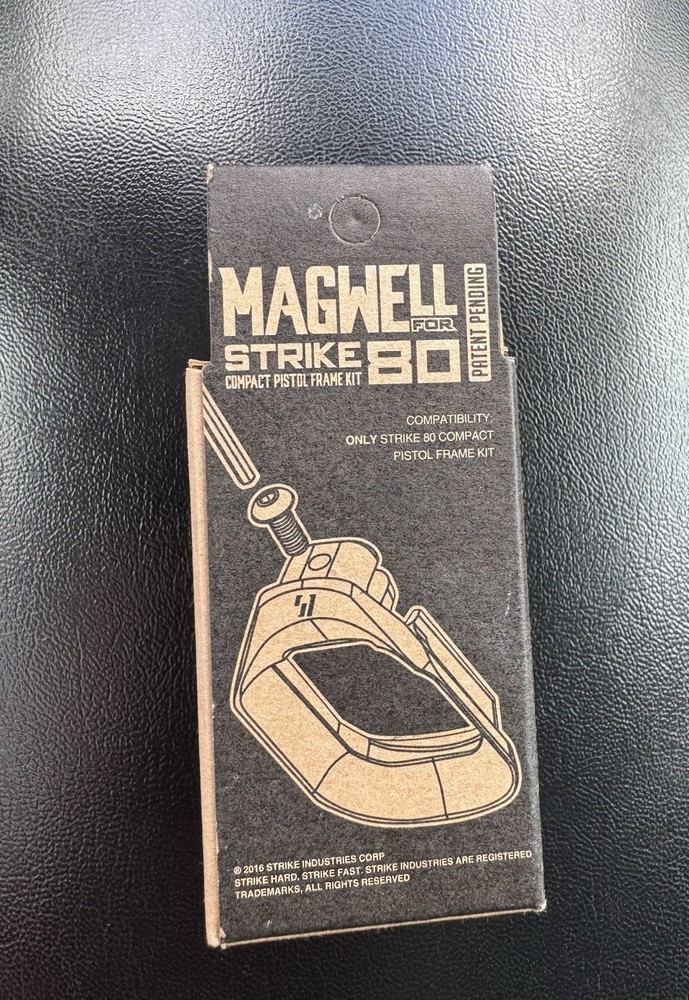 MAGWELL
FOR
STRIKE 80
COMPACT PISTOL FRAME KIT
PATENT PENDING
COMPATIBILITY:
ONLY STRIKE 80 COMPACT
PISTOL FRAME KIT
® 2016 STRIKE INDUSTRIES CORP
STRIKE HARD. STRIKE FAST. STRIKE INDUSTRIES ARE REGISTERED
TRADEMARKS, ALL RIGHTS RESERVED